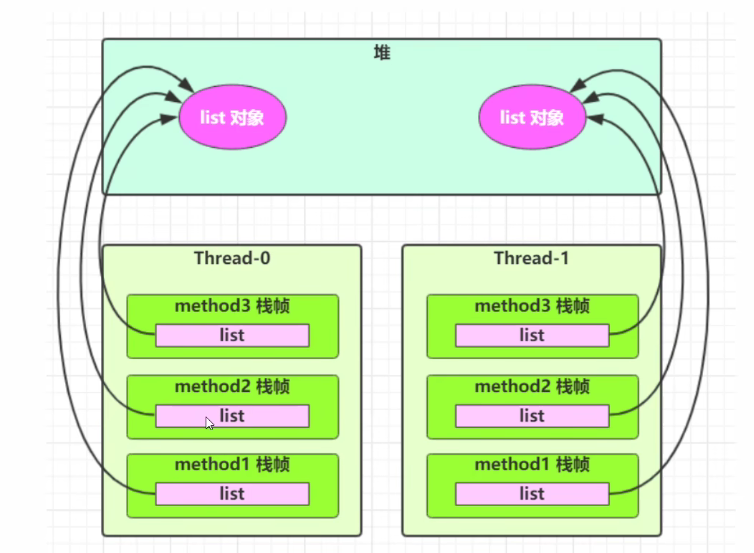 堆
list 对象
list 对象
Thread-0
method3 栈帧
list
method2 栈帧
list
method1 栈帧
list
Thread-1
method3 栈帧
list
method2 栈帧
list
method1 栈帧
list